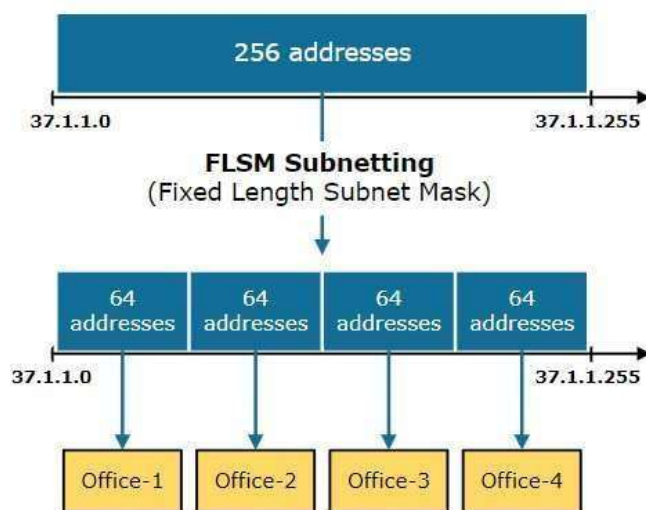 256 addresses
37.1.1.0
37.1.1.255
FLSM Subnetting
(Fixed Length Subnet Mask)
64
addresses
64
addresses
64
addresses
64
addresses
37.1.1.0
37.1.1.255
Office-1
Office-2
Office-3
Office-4